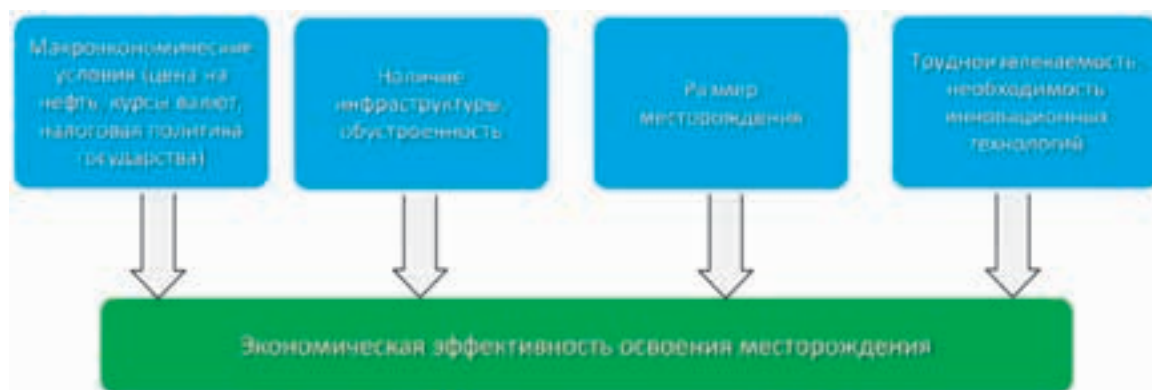 Макроэкономические
условия (цена на
нефть, курсы валют,
налоговая политика
государства)
Наличие
инфраструктуры,
обустроенность
Размер
месторождения
Трудноизвлекаемость,
необходимость
инновационных
технологий
Экономическая эффективность освоения месторождения